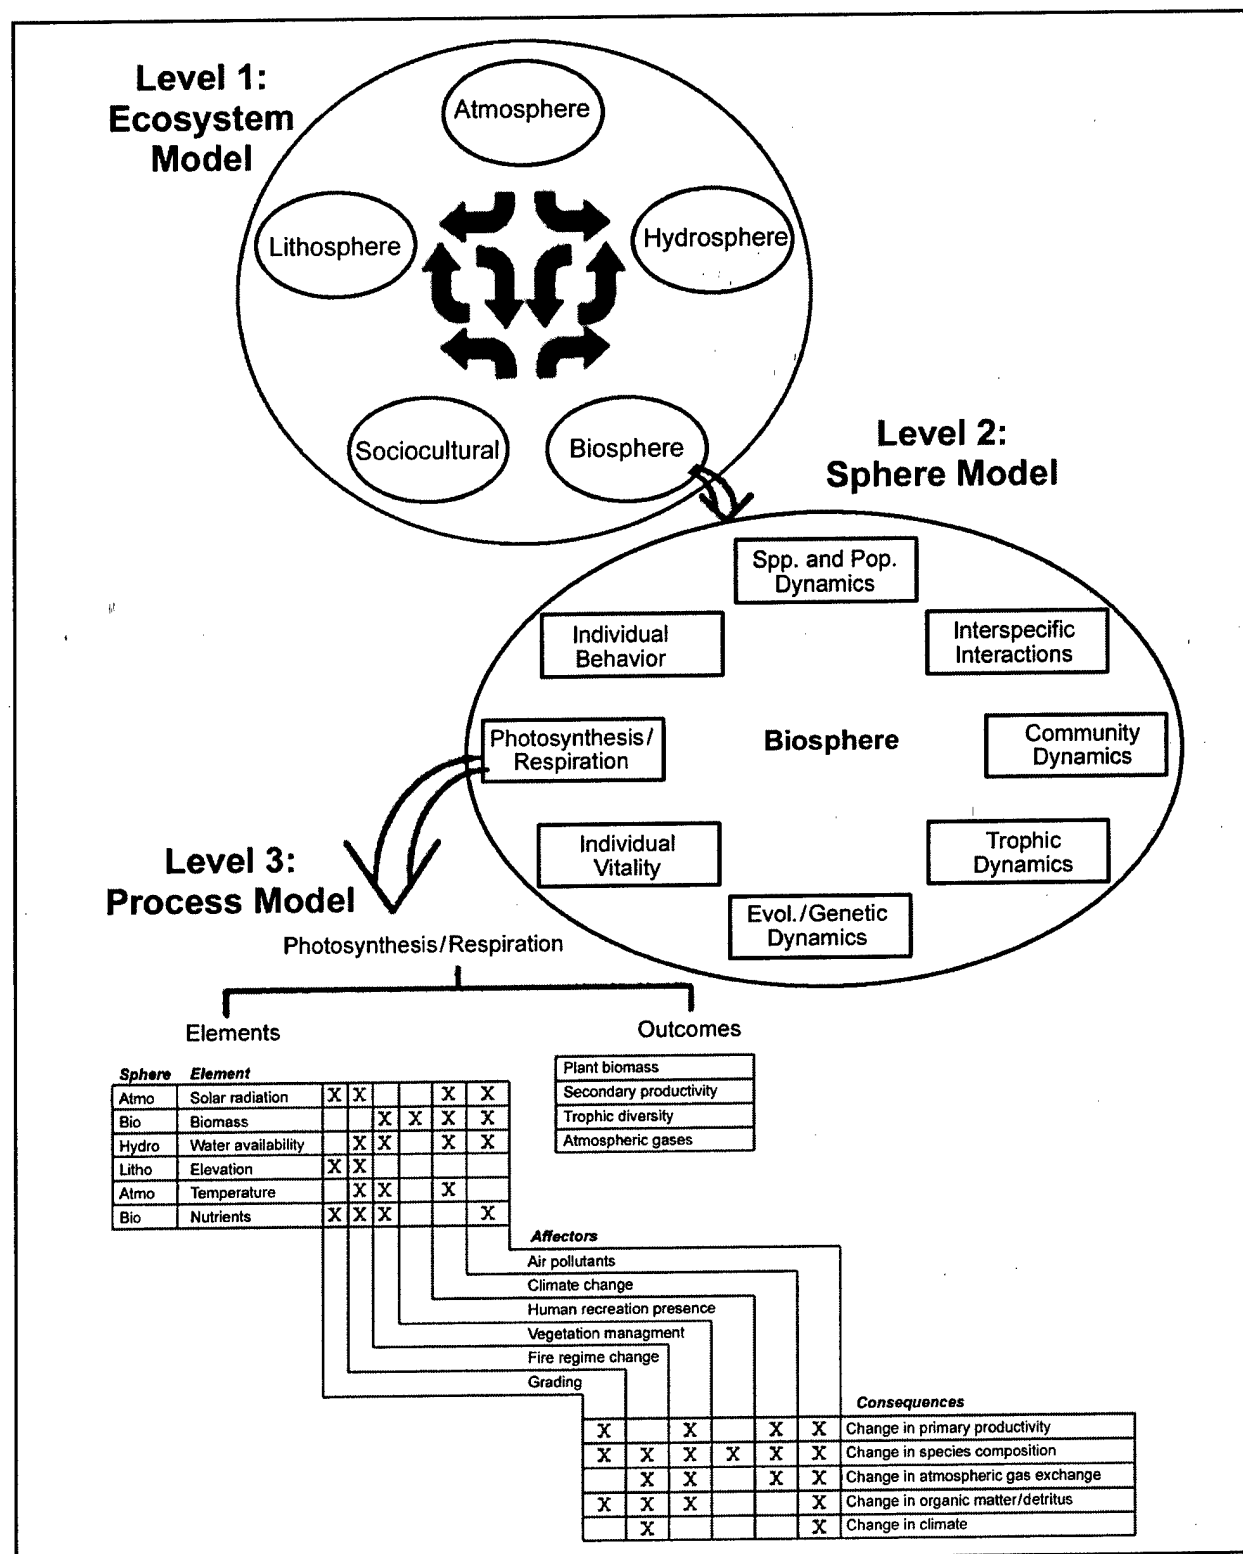 Level 1:
Ecosystem
Model
Atmosphere
Lithosphere
Hydrosphere
Sociocultural
Biosphere
Level 2:
Sphere Model
Spp. and Pop.
Dynamics
Individual
Behavior
Interspecific
Interactions
Photosynthesis/
Respiration
Biosphere
Community
Dynamics
Individual
Vitality
Trophic
Dynamics
Evol./Genetic
Dynamics
Level 3:
Process Model
Photosynthesis/Respiration
Elements
Outcomes
Sphere Element
Atmo Solar radiation X X X X
Bio Biomass X X X X
Hydro Water availability X X X X
Litho Elevation X X
Atmo Temperature X X X
Bio Nutrients X X X X
Plant biomass
Secondary productivity
Trophic diversity
Atmospheric gases
Affectors
Air pollutants
Climate change
Human recreation presence
Vegetation managment
Fire regime change
Grading
Consequences
X X X X Change in primary productivity
X X X X X X Change in species composition
X X X X Change in atmospheric gas exchange
X X X X Change in organic matter/detritus
X X Change in climate